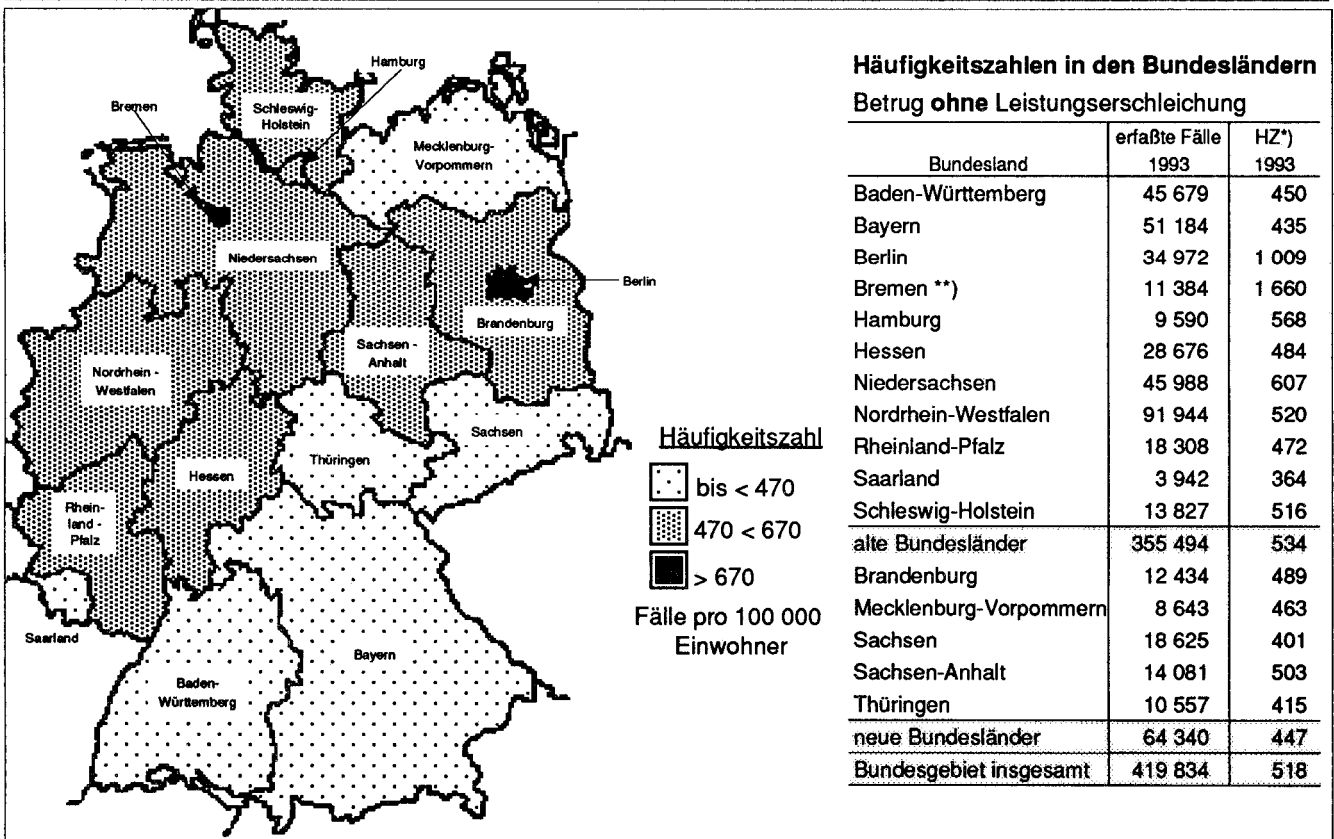 Hamburg
Bremen
Schleswig-
Holstein
Mecklenburg-
Vorpommern
Niedersachsen
Berlin
Brandenburg
Sachsen -
Anhalt
Nordrhein -
Westfalen
Sachsen
Thüringen
Hessen
Rhein-
land -
Pfalz
Saarland
Bayern
Baden-
Württemberg
Häufigkeitszahl
bis < 470
470 < 670
> 670
Fälle pro 100 000
Einwohner
Häufigkeitszahlen in den Bundesländern
Betrug ohne Leistungserschleichung
erfaßte Fälle HZ*)
Bundesland 1993 1993
Baden-Württemberg 45 679 450
Bayern 51 184 435
Berlin 34 972 1 009
Bremen **) 11 384 1 660
Hamburg 9 590 568
Hessen 28 676 484
Niedersachsen 45 988 607
Nordrhein-Westfalen 91 944 520
Rheinland-Pfalz 18 308 472
Saarland 3 942 364
Schleswig-Holstein 13 827 516
alte Bundesländer 355 494 534
Brandenburg 12 434 489
Mecklenburg-Vorpommern 8 643 463
Sachsen 18 625 401
Sachsen-Anhalt 14 081 503
Thüringen 10 557 415
neue Bundesländer 64 340 447
Bundesgebiet insgesamt 419 834 518